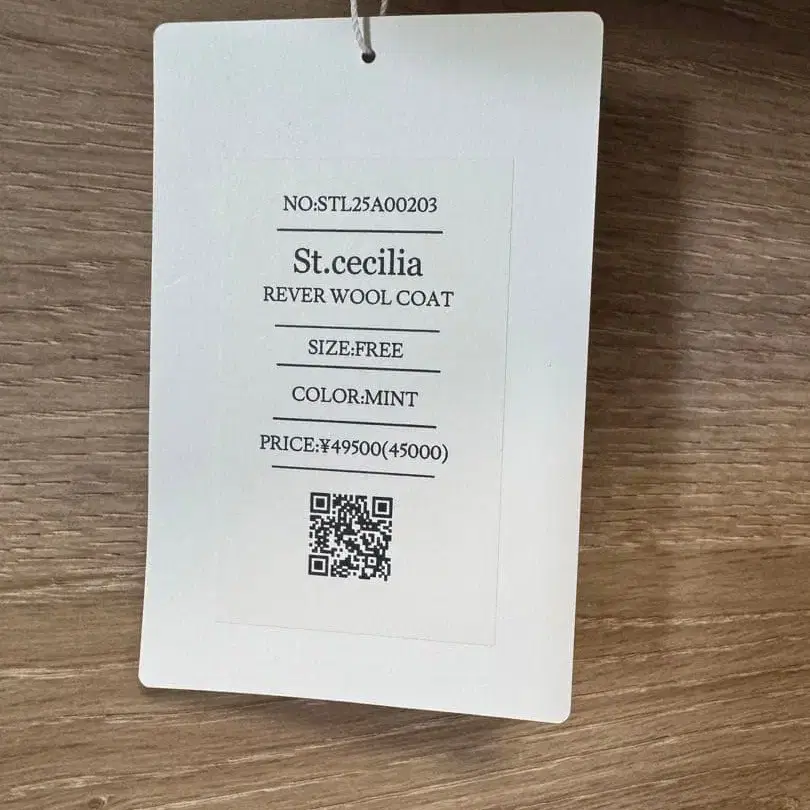 NO:STL25A00203
St.cecilia
REVER WOOL COAT
SIZE:FREE
COLOR:MINT
PRICE:¥49500(45000)